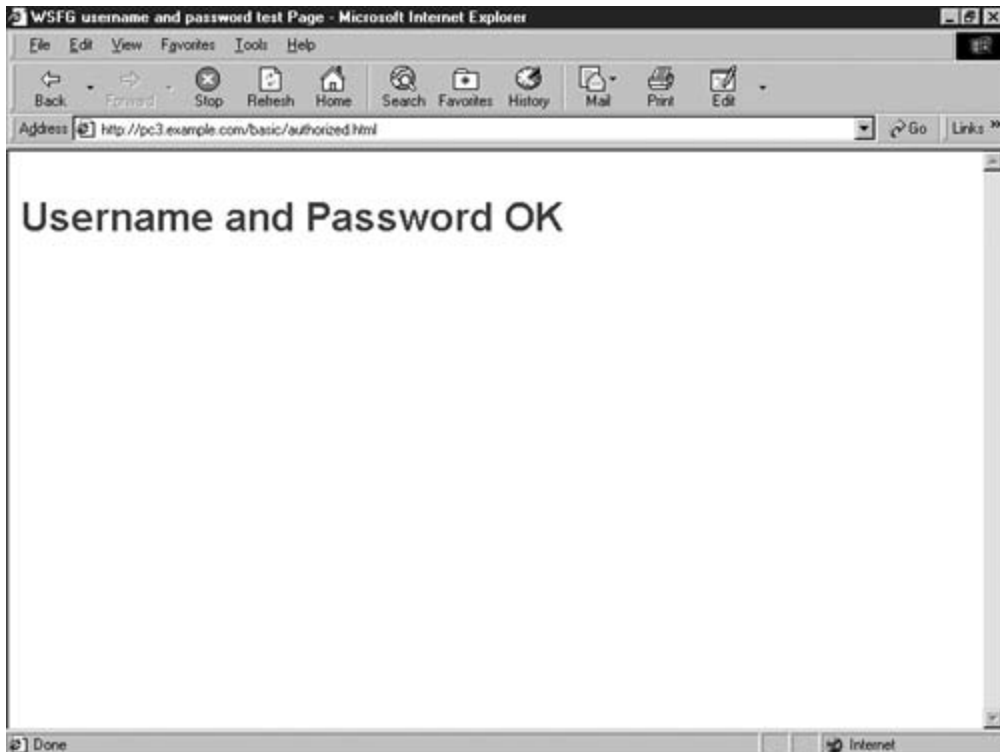 WSFG username and password test Page - Microsoft Internet Explorer
File Edit View Favorites Tools Help
Back Forward Stop Refresh Home Search Favorites History Mail Print Edit
Address http://pc3.example.com/basic/authorized.html Go Links »
Username and Password OK
Done Internet